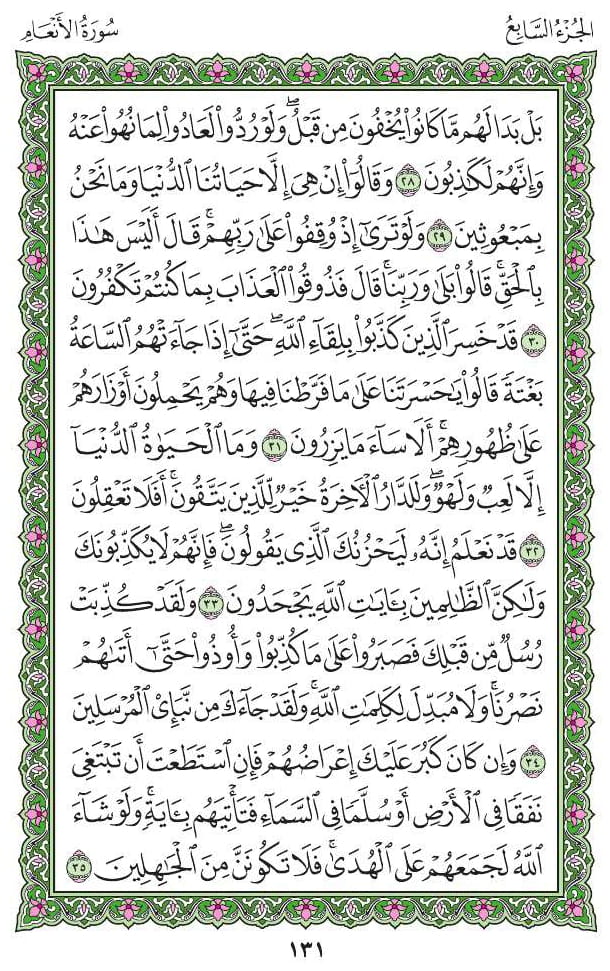 الجُزْءُ السَّابِعُ
سُورَةُ الأَنْعَام
بَلْ بَدَا لَهُم مَّا كَانُوا۟ يُخْفُونَ مِن قَبْلُ ۖ وَلَوْ رُدُّوا۟ لَعَادُوا۟ لِمَا نُهُوا۟ عَنْهُ
وَإِنَّهُمْ لَكَٰذِبُونَ ٢٨ وَقَالُوٓا۟ إِنْ هِىَ إِلَّا حَيَاتُنَا ٱلدُّنْيَا وَمَا نَحْنُ
بِمَبْعُوثِينَ ٢٩ وَلَوْ تَرَىٰٓ إِذْ وُقِفُوا۟ عَلَىٰ رَبِّهِمْ ۚ قَالَ أَلَيْسَ هَٰذَا
بِٱلْحَقِّ ۚ قَالُوا۟ بَلَىٰ وَرَبِّنَا ۚ قَالَ فَذُوقُوا۟ ٱلْعَذَابَ بِمَا كُنتُمْ تَكْفُرُونَ
٣٠ قَدْ خَسِرَ ٱلَّذِينَ كَذَّبُوا۟ بِلِقَآءِ ٱللَّهِ ۖ حَتَّىٰٓ إِذَا جَآءَتْهُمُ ٱلسَّاعَةُ
بَغْتَةً قَالُوا۟ يَٰحَسْرَتَنَا عَلَىٰ مَا فَرَّطْنَا فِيهَا وَهُمْ يَحْمِلُونَ أَوْزَارَهُمْ
عَلَىٰ ظُهُورِهِمْ ۚ أَلَا سَآءَ مَا يَزِرُونَ ٣١ وَمَا ٱلْحَيَوٰةُ ٱلدُّنْيَآ
إِلَّا لَعِبٌ وَلَهْوٌ ۖ وَلَلدَّارُ ٱلْـَٔاخِرَةُ خَيْرٌ لِّلَّذِينَ يَتَّقُونَ ۗ أَفَلَا تَعْقِلُونَ
٣٢ قَدْ نَعْلَمُ إِنَّهُۥ لَيَحْزُنُكَ ٱلَّذِى يَقُولُونَ ۖ فَإِنَّهُمْ لَا يُكَذِّبُونَكَ
وَلَٰكِنَّ ٱلظَّٰلِمِينَ بِـَٔايَٰتِ ٱللَّهِ يَجْحَدُونَ ٣٣ وَلَقَدْ كُذِّبَتْ
رُسُلٌ مِّن قَبْلِكَ فَصَبَرُوا۟ عَلَىٰ مَا كُذِّبُوا۟ وَأُوذُوا۟ حَتَّىٰٓ أَتَىٰهُمْ
نَصْرُنَا ۚ وَلَا مُبَدِّلَ لِكَلِمَٰتِ ٱللَّهِ ۚ وَلَقَدْ جَآءَكَ مِن نَّبَإِى۟ ٱلْمُرْسَلِينَ
٣٤ وَإِن كَانَ كَبُرَ عَلَيْكَ إِعْرَاضُهُمْ فَإِنِ ٱسْتَطَعْتَ أَن تَبْتَغِىَ
نَفَقًا فِى ٱلْأَرْضِ أَوْ سُلَّمًا فِى ٱلسَّمَآءِ فَتَأْتِيَهُم بِـَٔايَةٍ ۚ وَلَوْ شَآءَ
ٱللَّهُ لَجَمَعَهُمْ عَلَى ٱلْهُدَىٰ ۚ فَلَا تَكُونَنَّ مِنَ ٱلْجَٰهِلِينَ ٣٥
١٣١